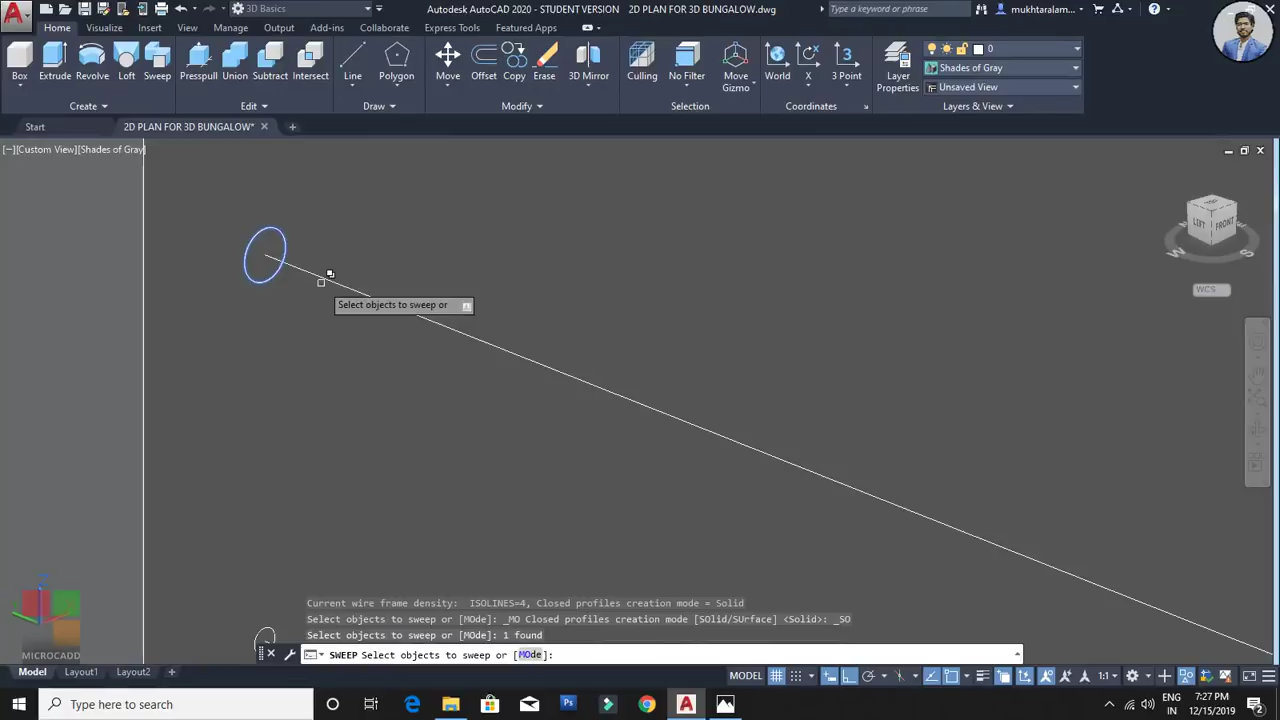 3D Basics
Autodesk AutoCAD 2020 - STUDENT VERSION 2D PLAN FOR 3D BUNGALOW.dwg
Type a keyword or phrase
mukhtaralam...
Home Visualize Insert View Manage Output Add-ins Collaborate Express Tools Featured Apps
Box Extrude Revolve Loft Sweep Presspull Union Subtract Intersect Line Polygon Move Offset Copy Erase 3D Mirror Culling No Filter Move Gizmo World X 3 Point Layer Properties
0
Shades of Gray
Unsaved View
Create Edit Draw Modify Selection Coordinates Layers & View
Start 2D PLAN FOR 3D BUNGALOW*
[−][Custom View][Shades of Gray]
LEFT FRONT
W S
WCS
Select objects to sweep or
Current wire frame density: ISOLINES=4, Closed profiles creation mode = Solid
Select objects to sweep or [MOde]: _MO Closed profiles creation mode [SOlid/SUrface] <Solid>: _SO
Select objects to sweep or [MOde]: 1 found
SWEEP Select objects to sweep or [MOde]:
MICROCADD
Model Layout1 Layout2
MODEL
1:1
Type here to search
ENG
IN
7:27 PM
12/15/2019
2